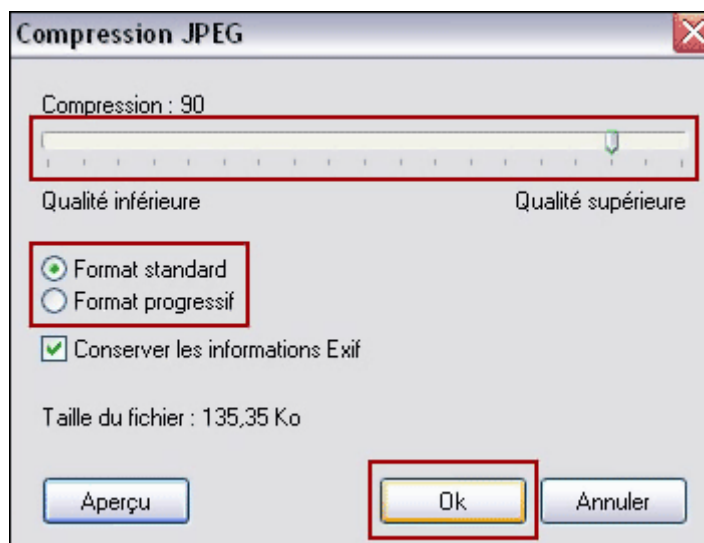 Compression JPEG
Compression : 90
Qualité inférieure Qualité supérieure
Format standard
Format progressif
Conserver les informations Exif
Taille du fichier : 135,35 Ko
Aperçu Ok Annuler